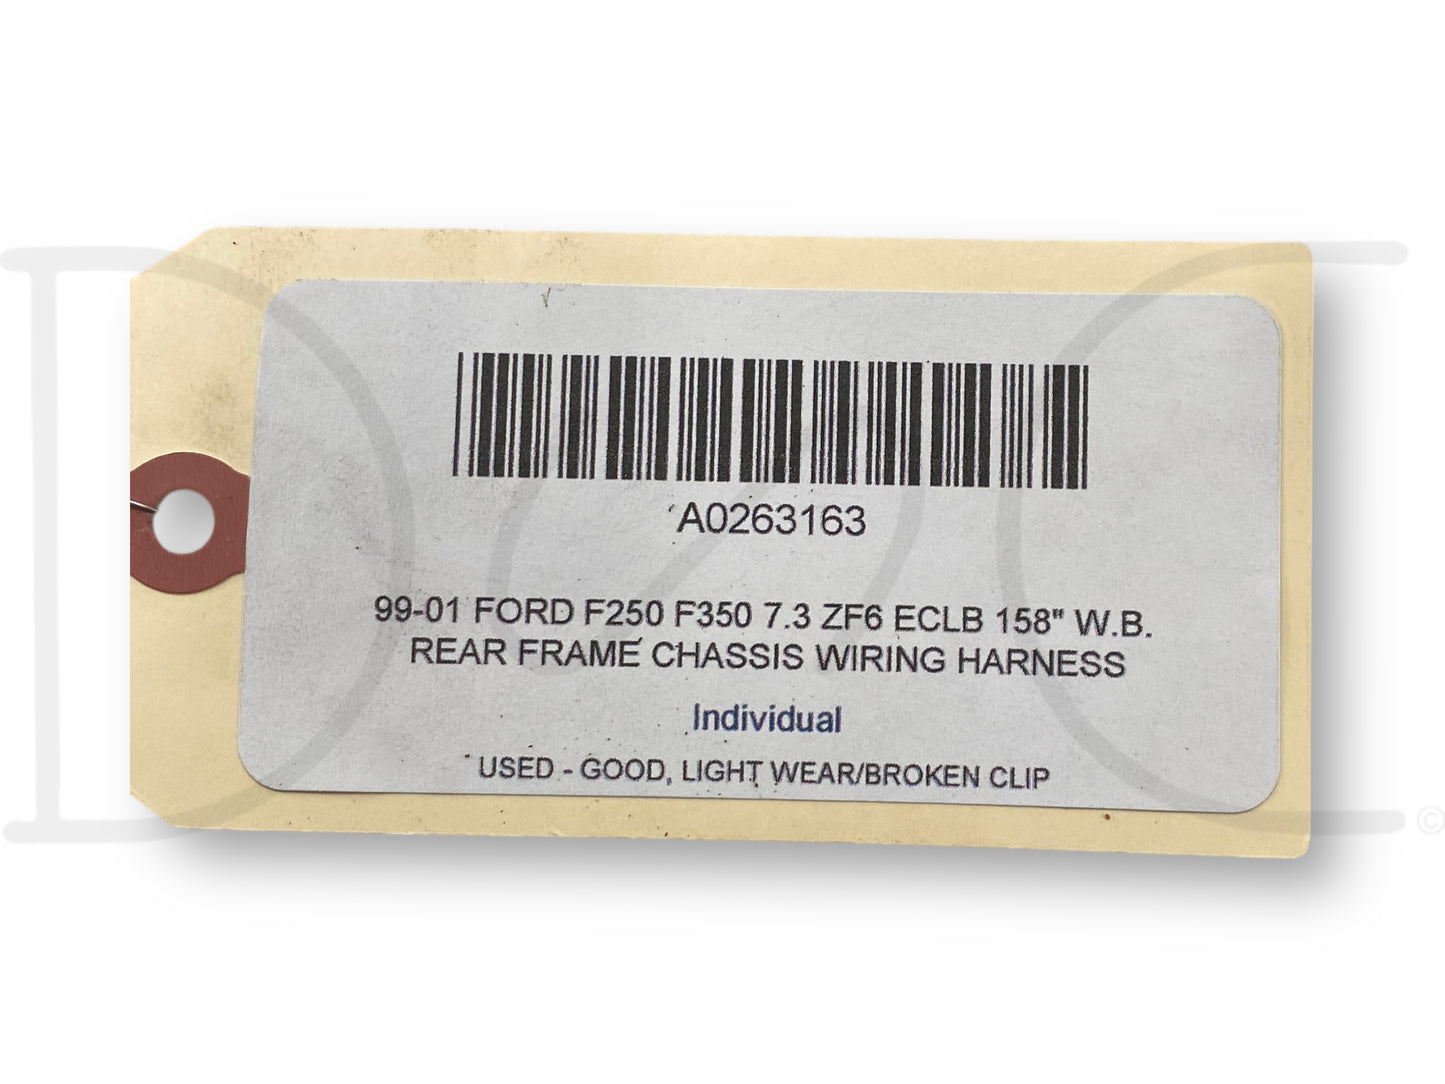 A0263163
99-01 FORD F250 F350 7.3 ZF6 ECLB 158" W.B.
REAR FRAME CHASSIS WIRING HARNESS
Individual
USED - GOOD, LIGHT WEAR/BROKEN CLIP
D2C
©